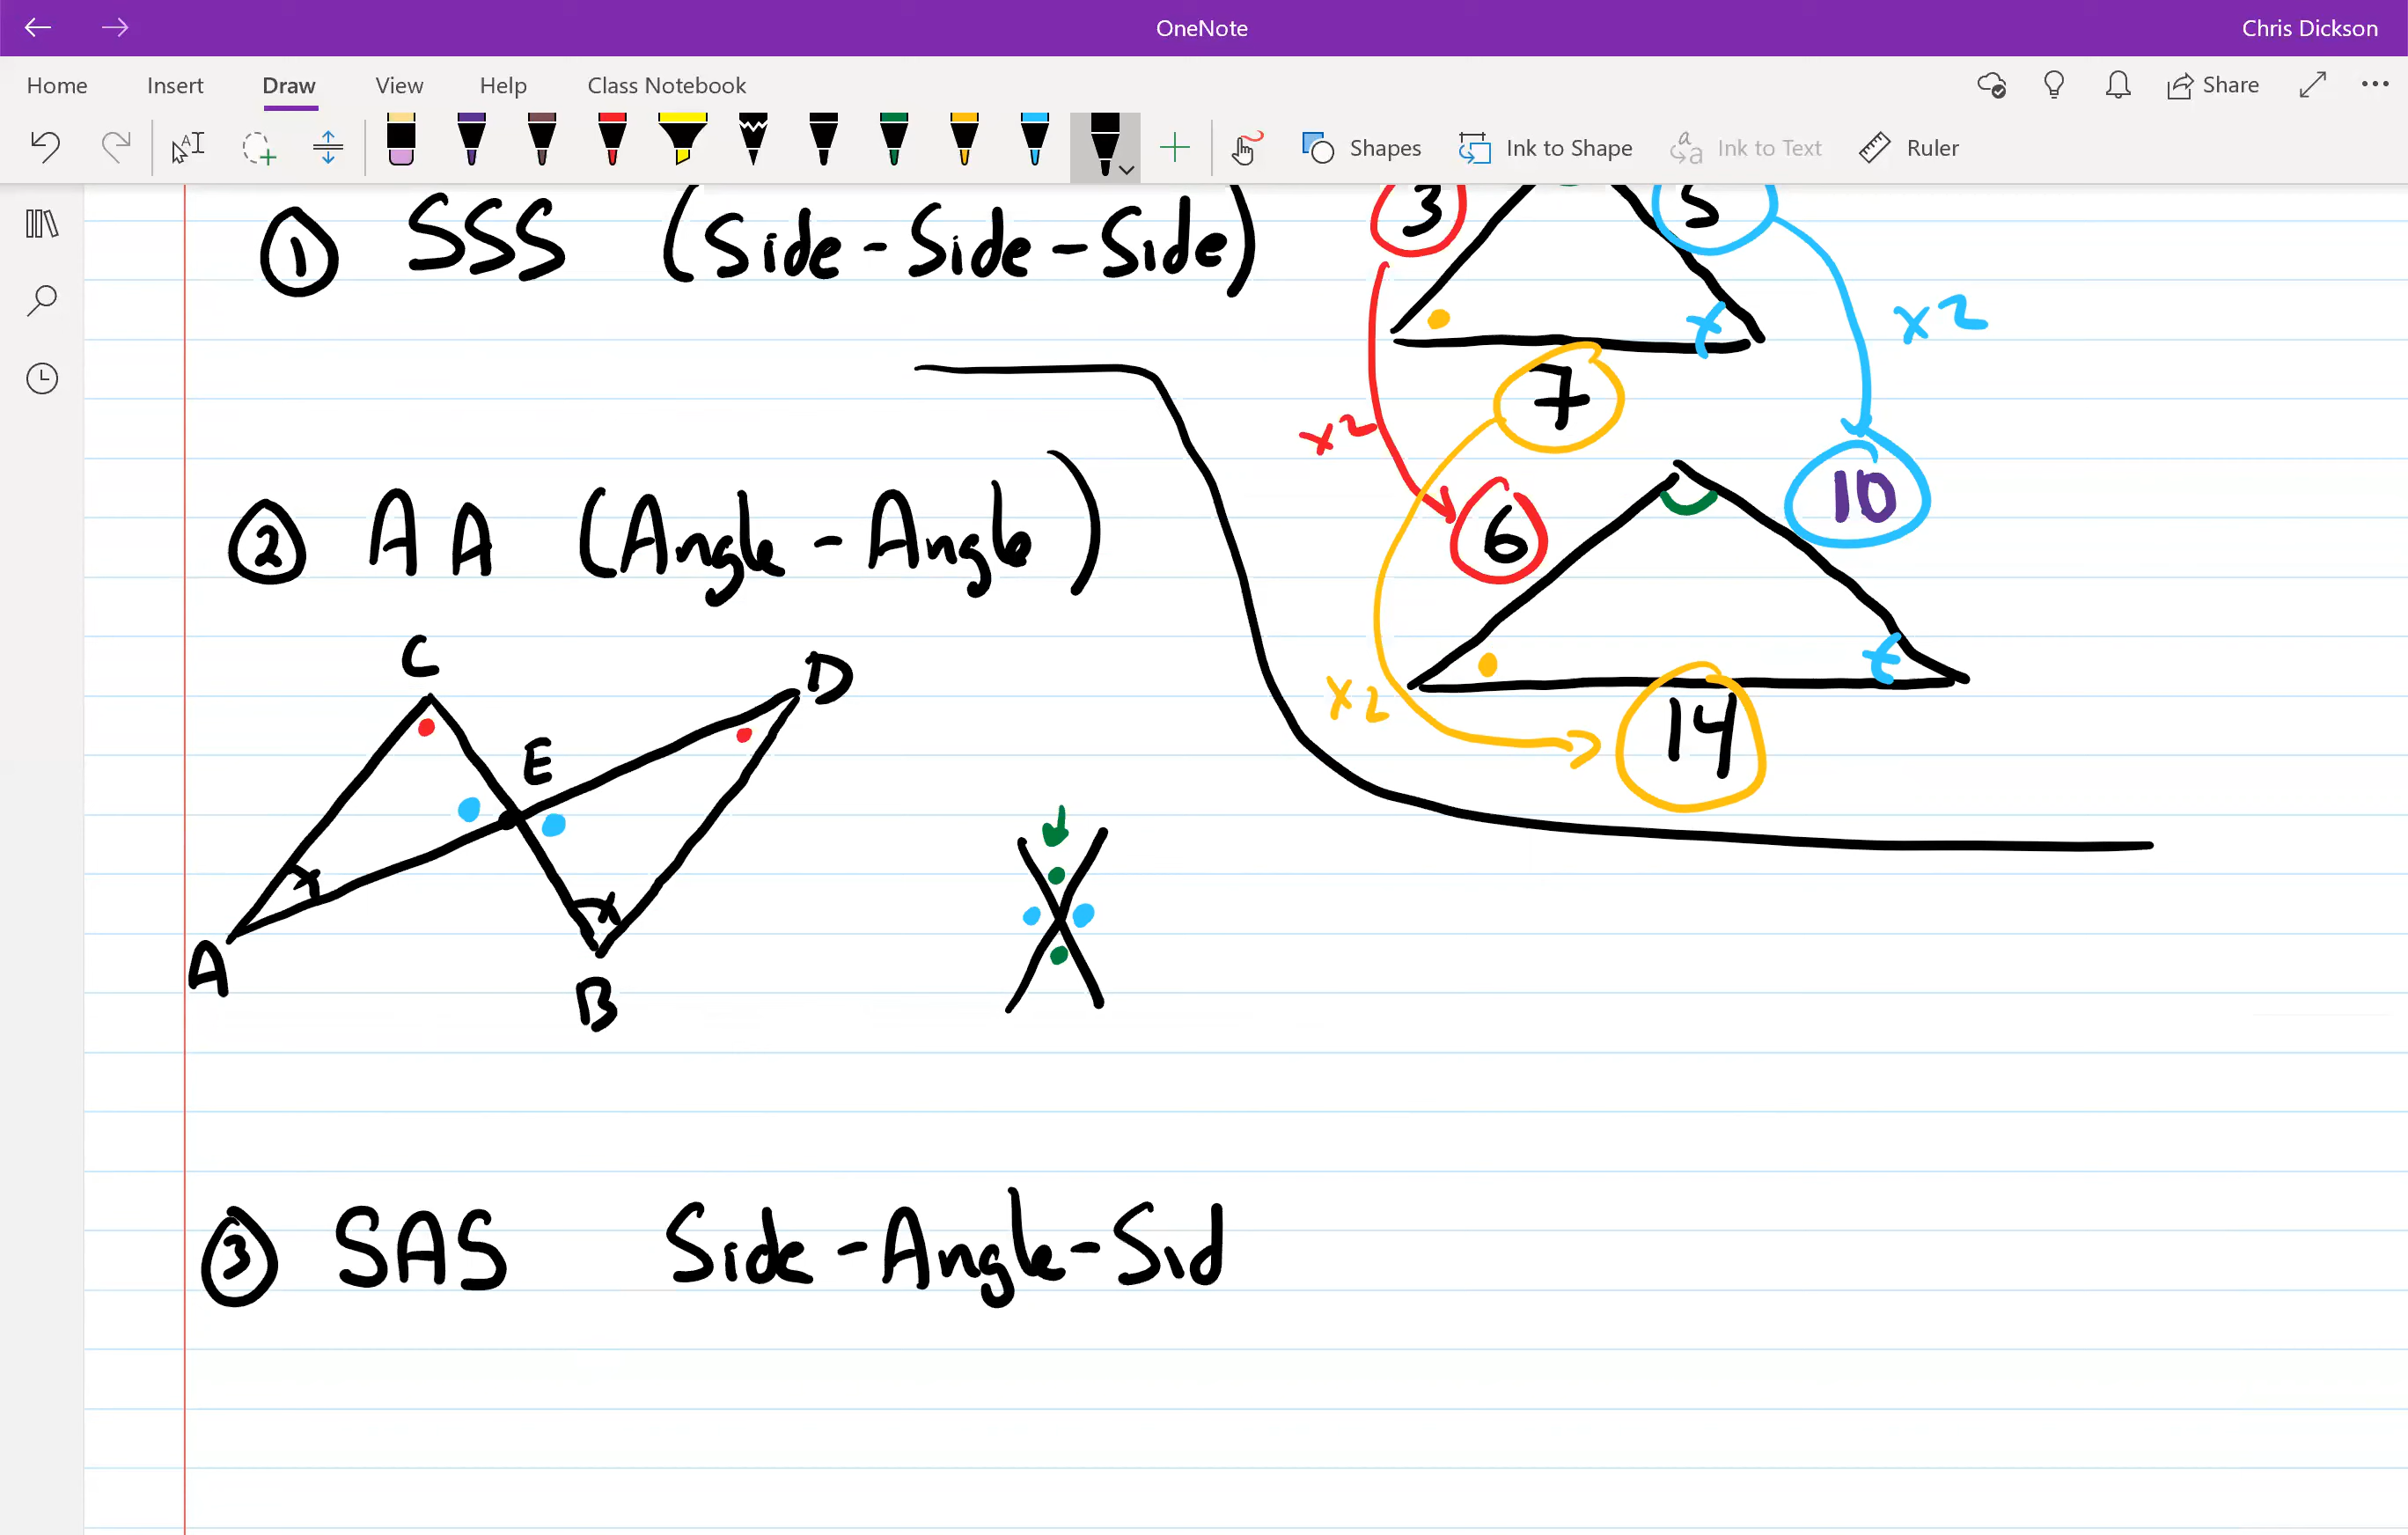 OneNote
Chris Dickson
Home Insert Draw View Help Class Notebook
Share
Shapes Ink to Shape Ink to Text Ruler
① SSS (Side-Side-Side)
3 5
x2
7
x2
② AA (Angle-Angle)
6 10
x2
14
C D
E
x x
A
B
③ SAS Side-Angle-Sid